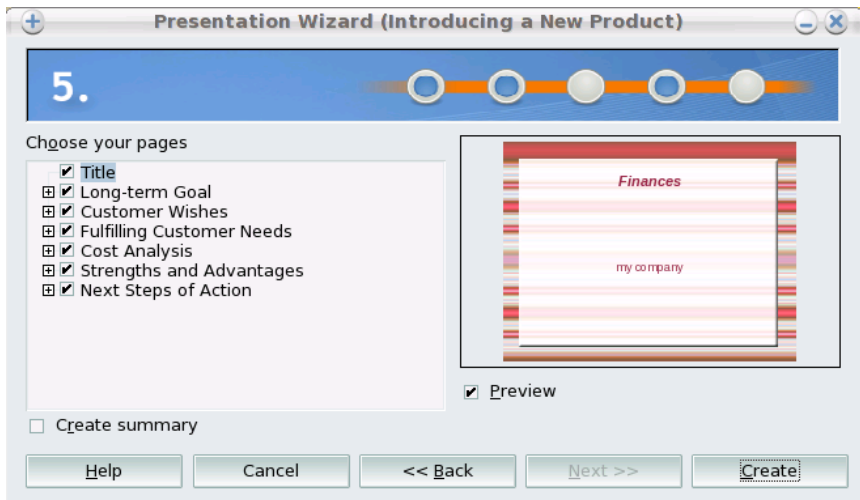 Presentation Wizard (Introducing a New Product)
5.
Choose your pages
Title
Long-term Goal
Customer Wishes
Fulfilling Customer Needs
Cost Analysis
Strengths and Advantages
Next Steps of Action
Finances
my company
Preview
Create summary
Help Cancel << Back Next >> Create